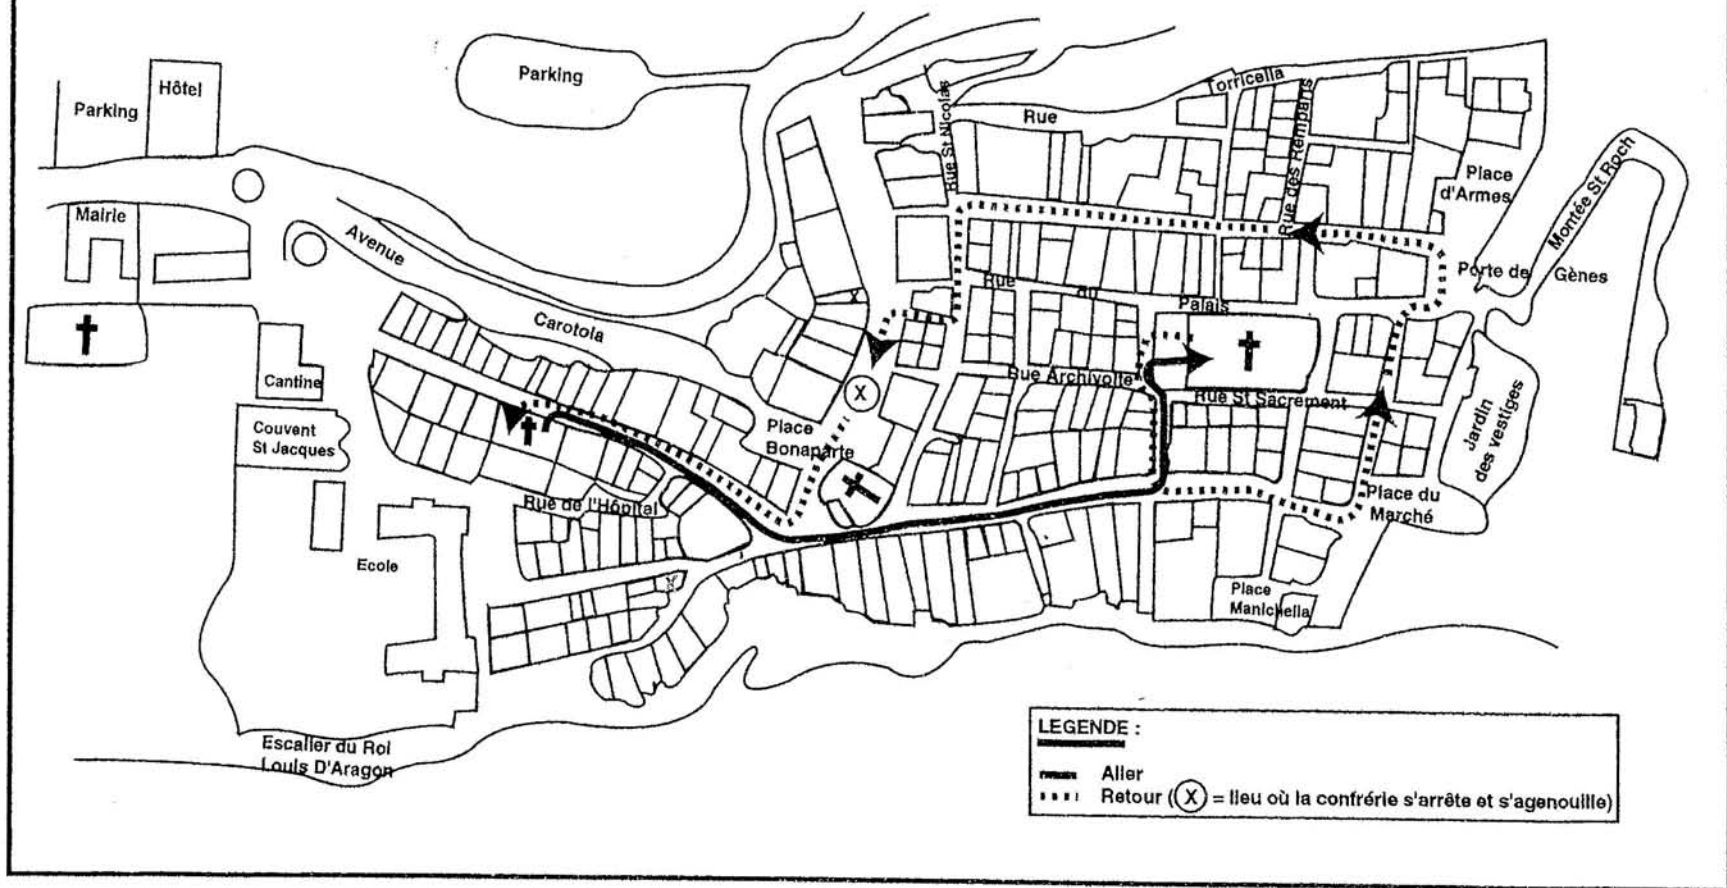 Parking
Hôtel
Parking
Mairie
Avenue
Carotola
Cantine
Couvent
St Jacques
Rue de l'Hôpital
Ecole
Escalier du Roi
Louis D'Aragon
Place
Bonaparte
X
X
Rue St Nicolas
Rue
Torricella
Rue des Remparts
Place
d'Armes
Montée St Roch
Porte de Gènes
Rue
au
Palais
Rue Archivolte
Rue St Sacrement
Jardin
des vestiges
Place du
Marché
Place
Manichella
LEGENDE :
Aller
Retour ((X) = lieu où la confrérie s'arrête et s'agenouille)